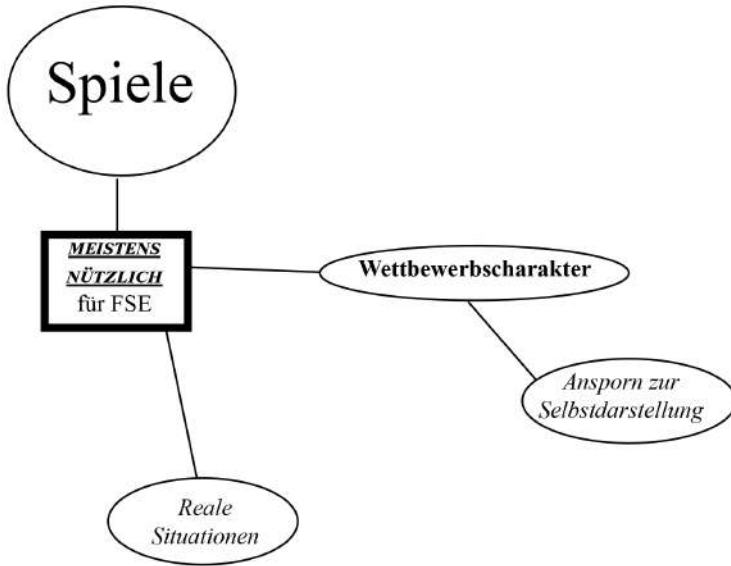 Spiele
MEISTENS
NÜTZLICH
für FSE
Wettbewerbscharakter
Ansporn zur
Selbstdarstellung
Reale
Situationen